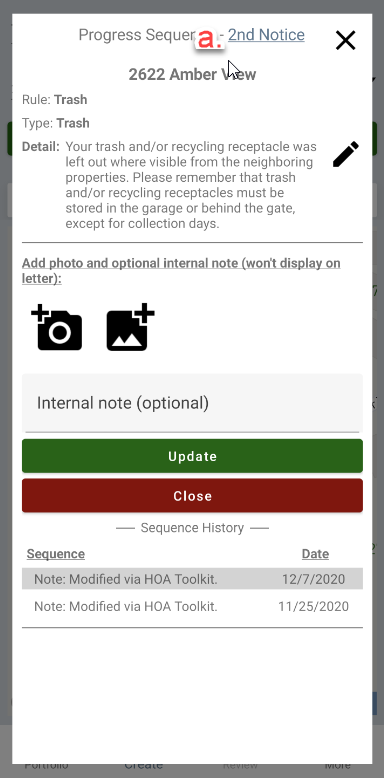 Progress Sequer a. - 2nd Notice
2622 Amber View
Rule: Trash
Type: Trash
Detail: Your trash and/or recycling receptacle was
left out where visible from the neighboring
properties. Please remember that trash
and/or recycling receptacles must be
stored in the garage or behind the gate,
except for collection days.
Add photo and optional internal note (won't display on
letter):
Internal note (optional)
Update
Close
Sequence History
Sequence Date
Note: Modified via HOA Toolkit. 12/7/2020
Note: Modified via HOA Toolkit. 11/25/2020
Portfolio Create Review More